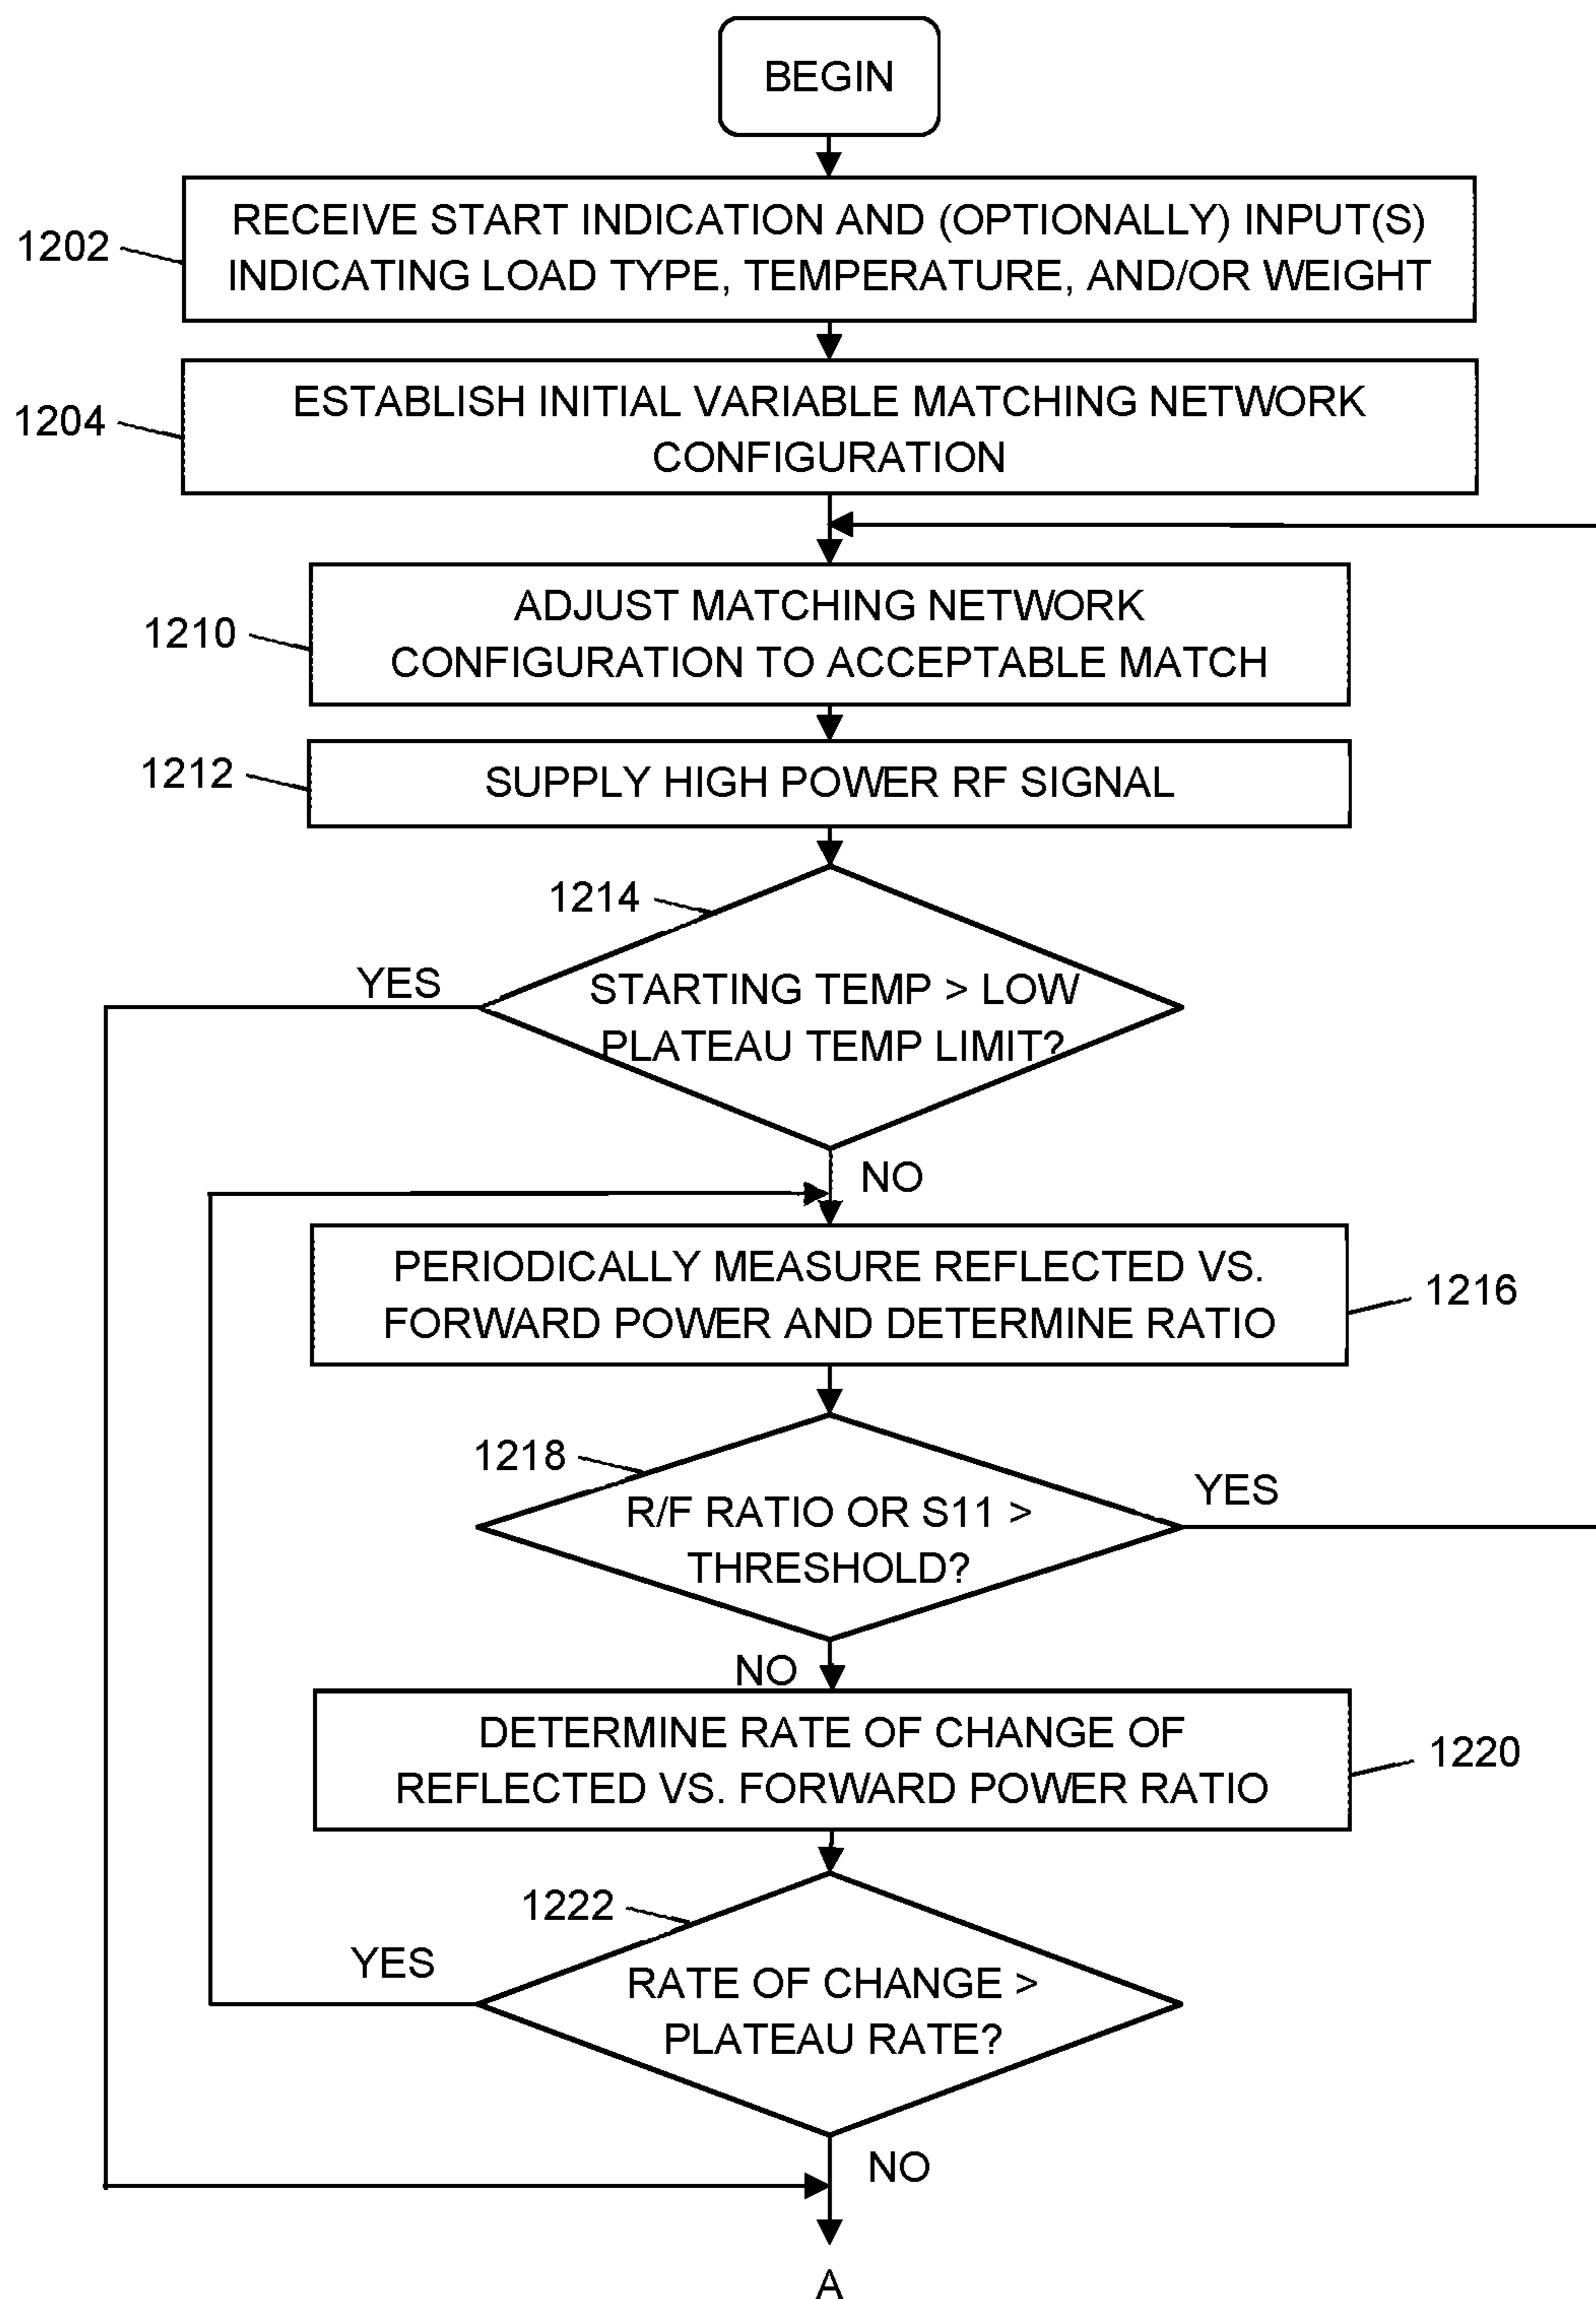 BEGIN
1202
RECEIVE START INDICATION AND (OPTIONALLY) INPUT(S)
INDICATING LOAD TYPE, TEMPERATURE, AND/OR WEIGHT
1204
ESTABLISH INITIAL VARIABLE MATCHING NETWORK
CONFIGURATION
1210
ADJUST MATCHING NETWORK
CONFIGURATION TO ACCEPTABLE MATCH
1212
SUPPLY HIGH POWER RF SIGNAL
1214
YES
STARTING TEMP > LOW
PLATEAU TEMP LIMIT?
NO
PERIODICALLY MEASURE REFLECTED VS.
FORWARD POWER AND DETERMINE RATIO
1216
1218
YES
R/F RATIO OR S11 >
THRESHOLD?
NO
DETERMINE RATE OF CHANGE OF
REFLECTED VS. FORWARD POWER RATIO
1220
1222
YES
RATE OF CHANGE >
PLATEAU RATE?
NO
A